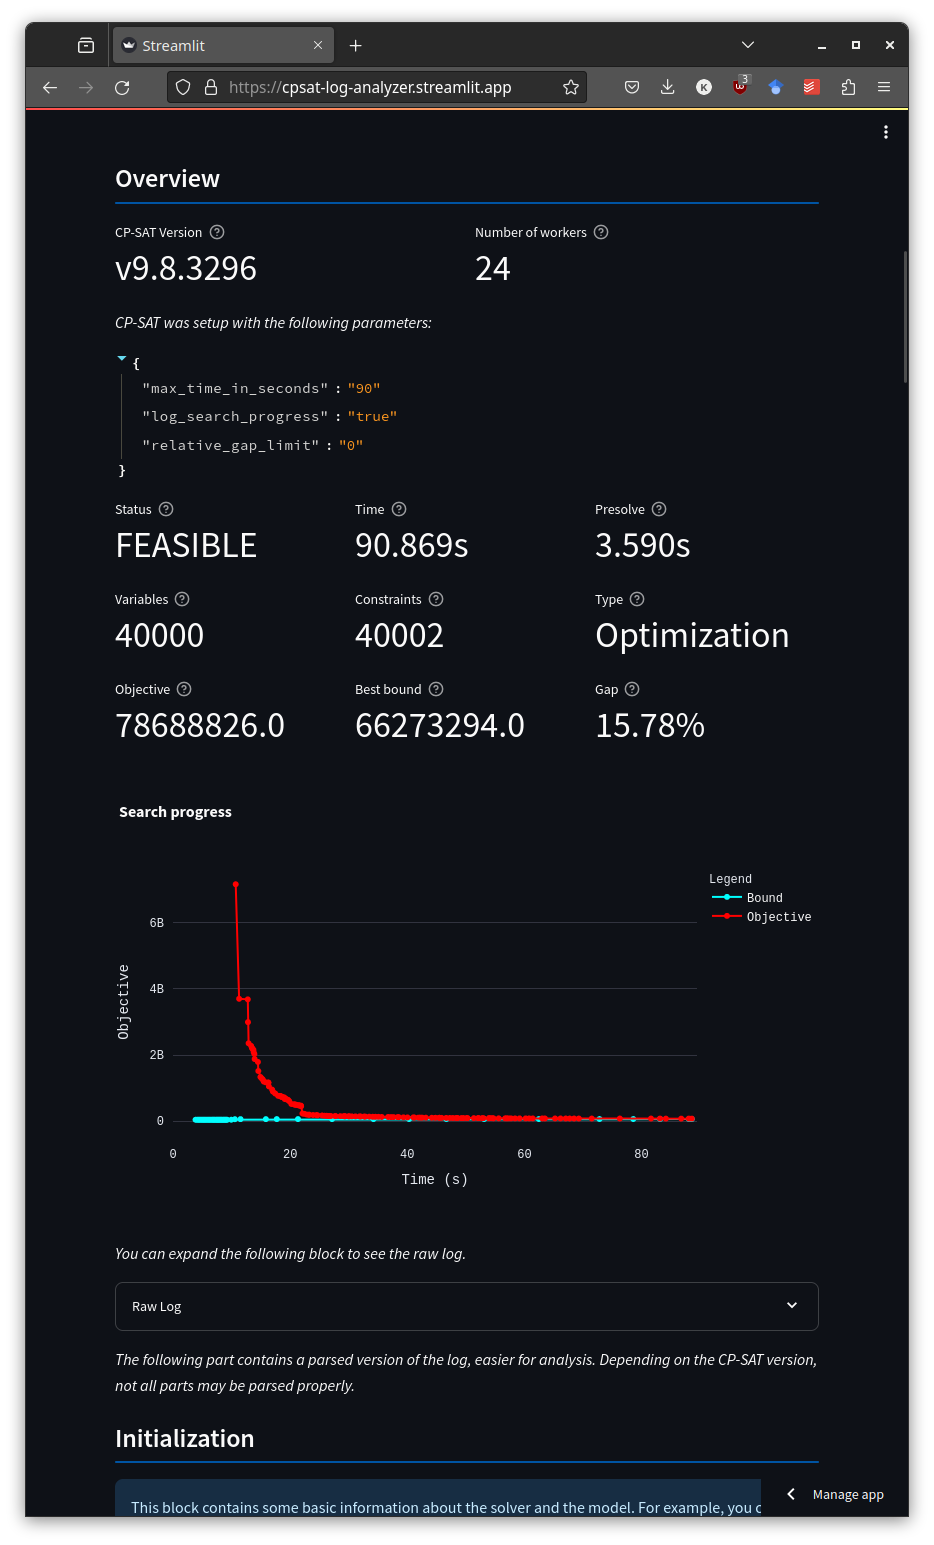 Streamlit
https://cpsat-log-analyzer.streamlit.app
K
3
Overview
CP-SAT Version
Number of workers
v9.8.3296
24
CP-SAT was setup with the following parameters:
{
"max_time_in_seconds" : "90"
"log_search_progress" : "true"
"relative_gap_limit" : "0"
}
Status
Time
Presolve
FEASIBLE
90.869s
3.590s
Variables
Constraints
Type
40000
40002
Optimization
Objective
Best bound
Gap
78688826.0
66273294.0
15.78%
Search progress
Legend
Bound
Objective
6B
4B
2B
0
Objective
0 20 40 60 80
Time (s)
You can expand the following block to see the raw log.
Raw Log
The following part contains a parsed version of the log, easier for analysis. Depending on the CP-SAT version,
not all parts may be parsed properly.
Initialization
This block contains some basic information about the solver and the model. For example, you c
Manage app